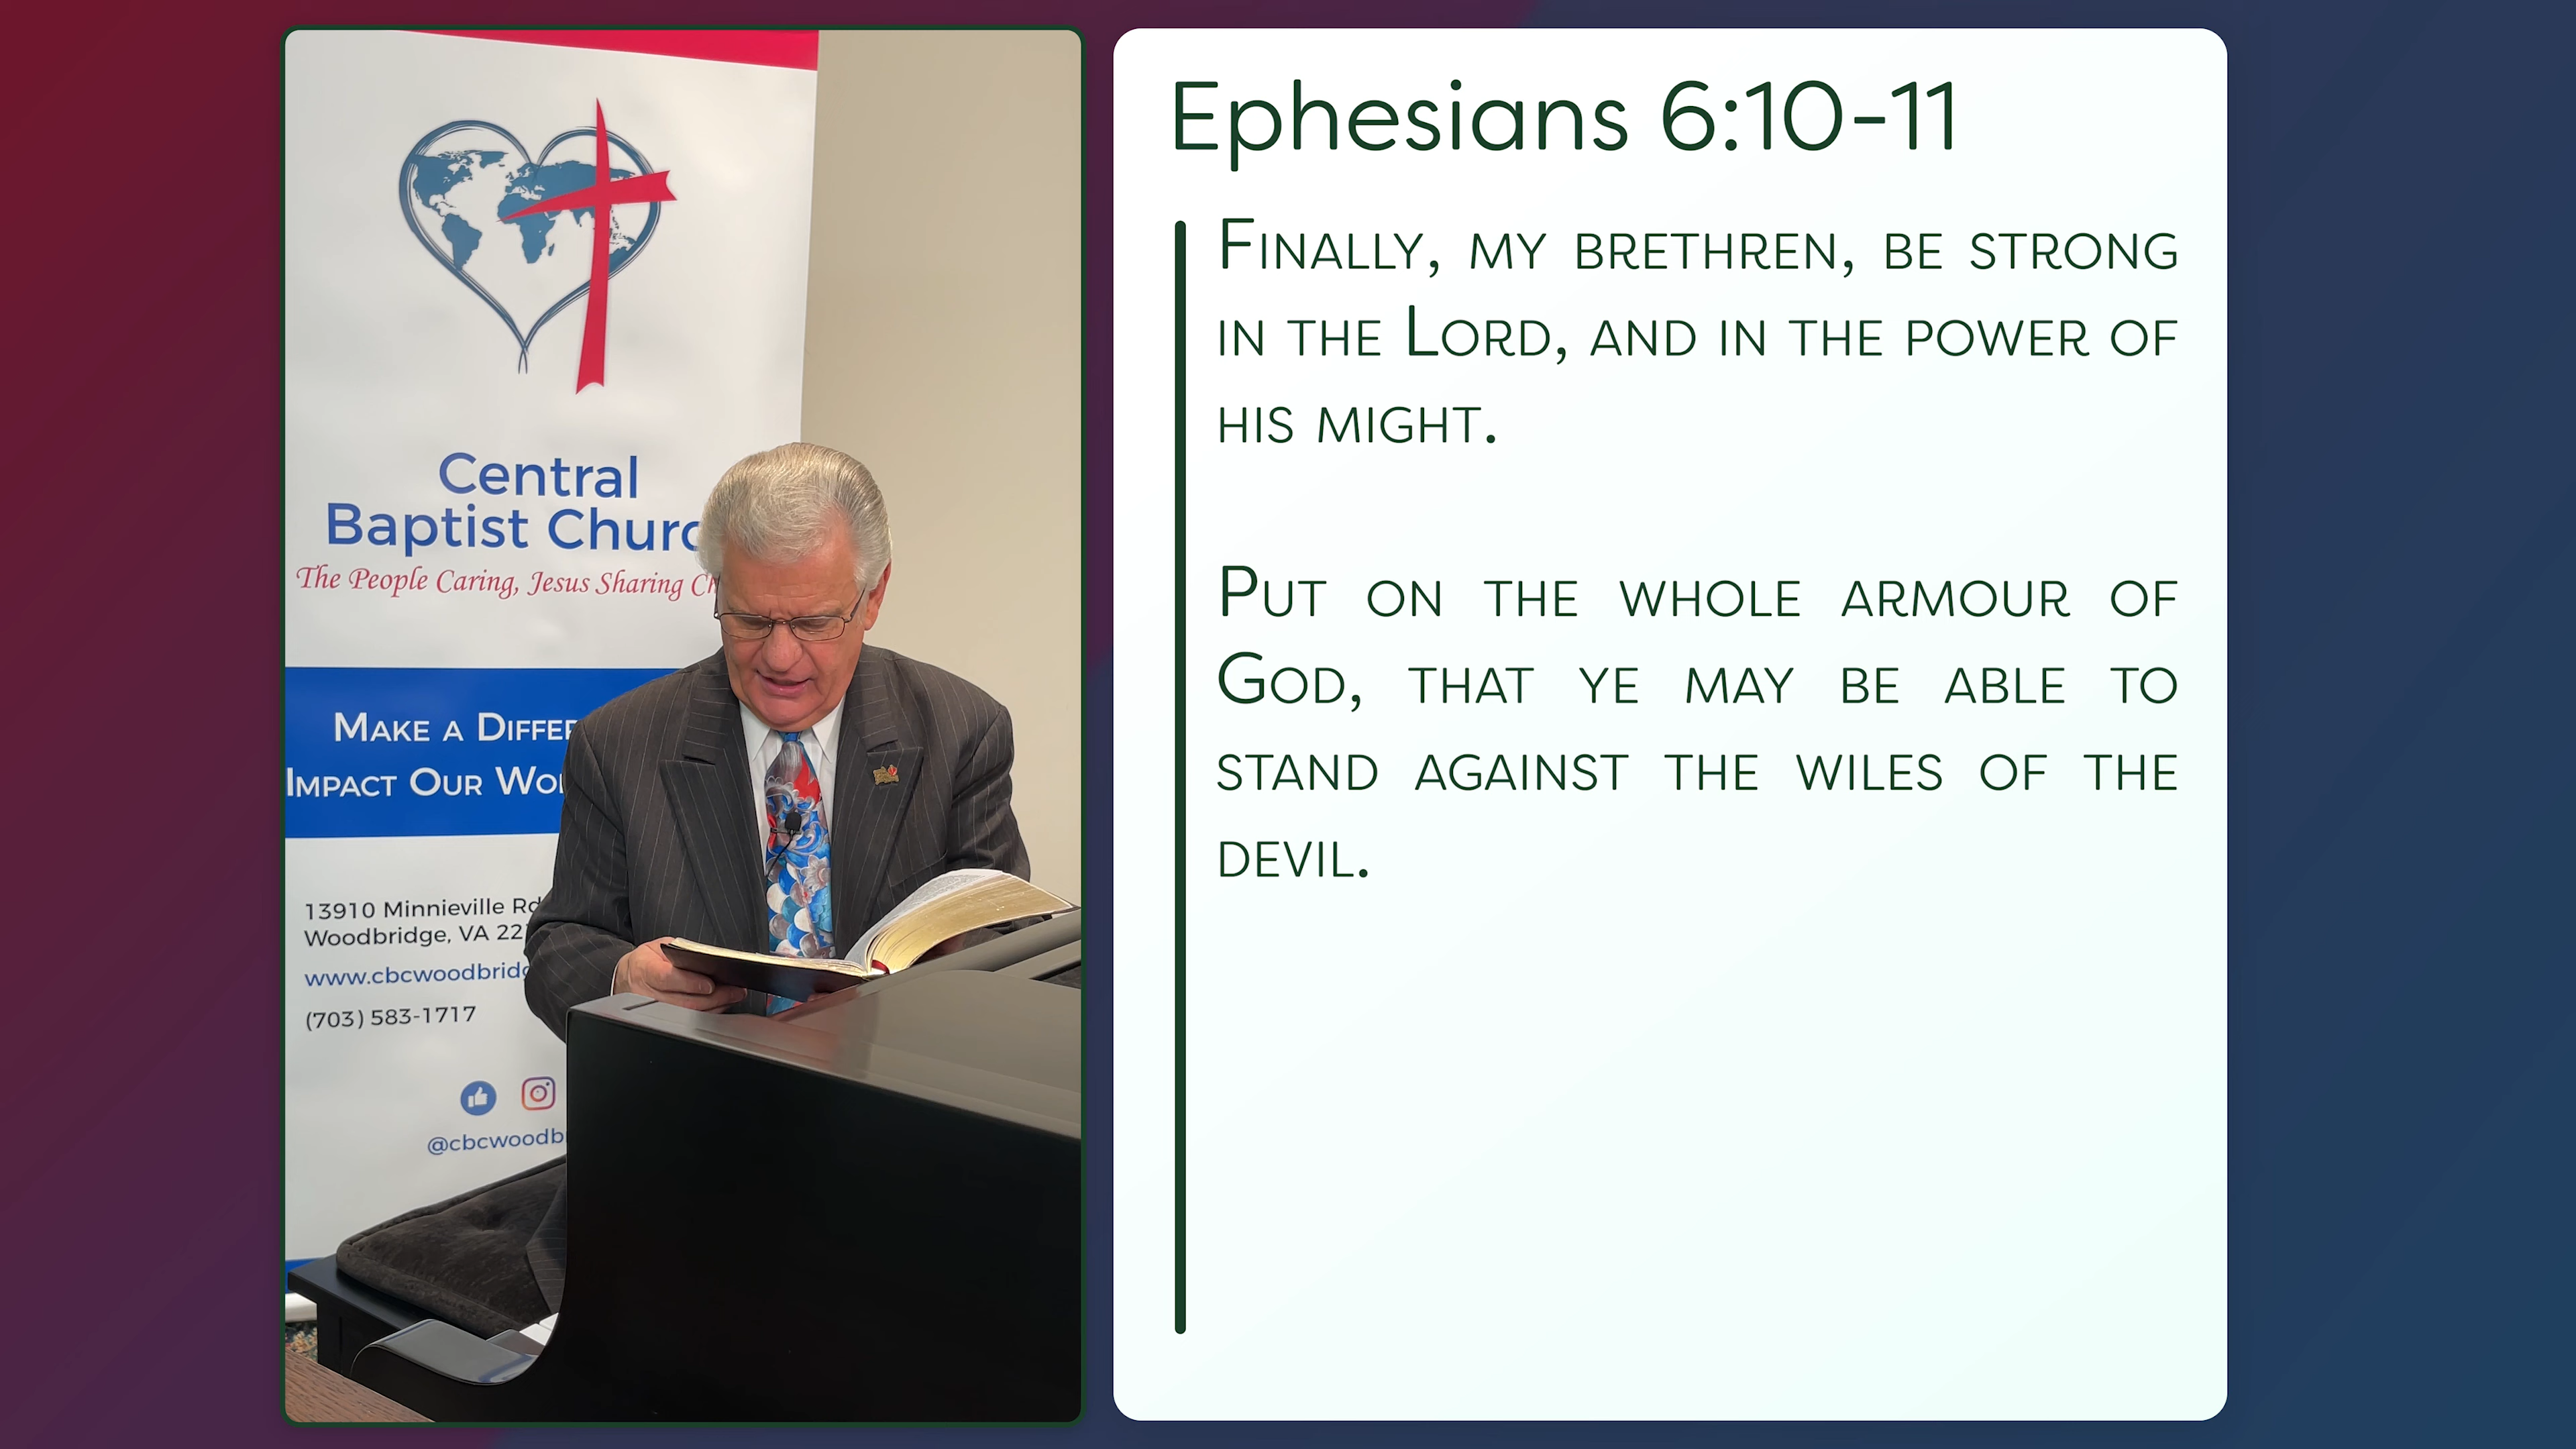 Central
Baptist Churc
The People Caring, Jesus Sharing Ch
Make a Differ
Impact Our Wor
13910 Minnieville Rd
Woodbridge, VA 22
www.cbcwoodbridg
(703) 583-1717
@cbcwoodb
Ephesians 6:10-11
Finally, my brethren, be strong
in the Lord, and in the power of
his might.
Put on the whole armour of
God, that ye may be able to
stand against the wiles of the
devil.